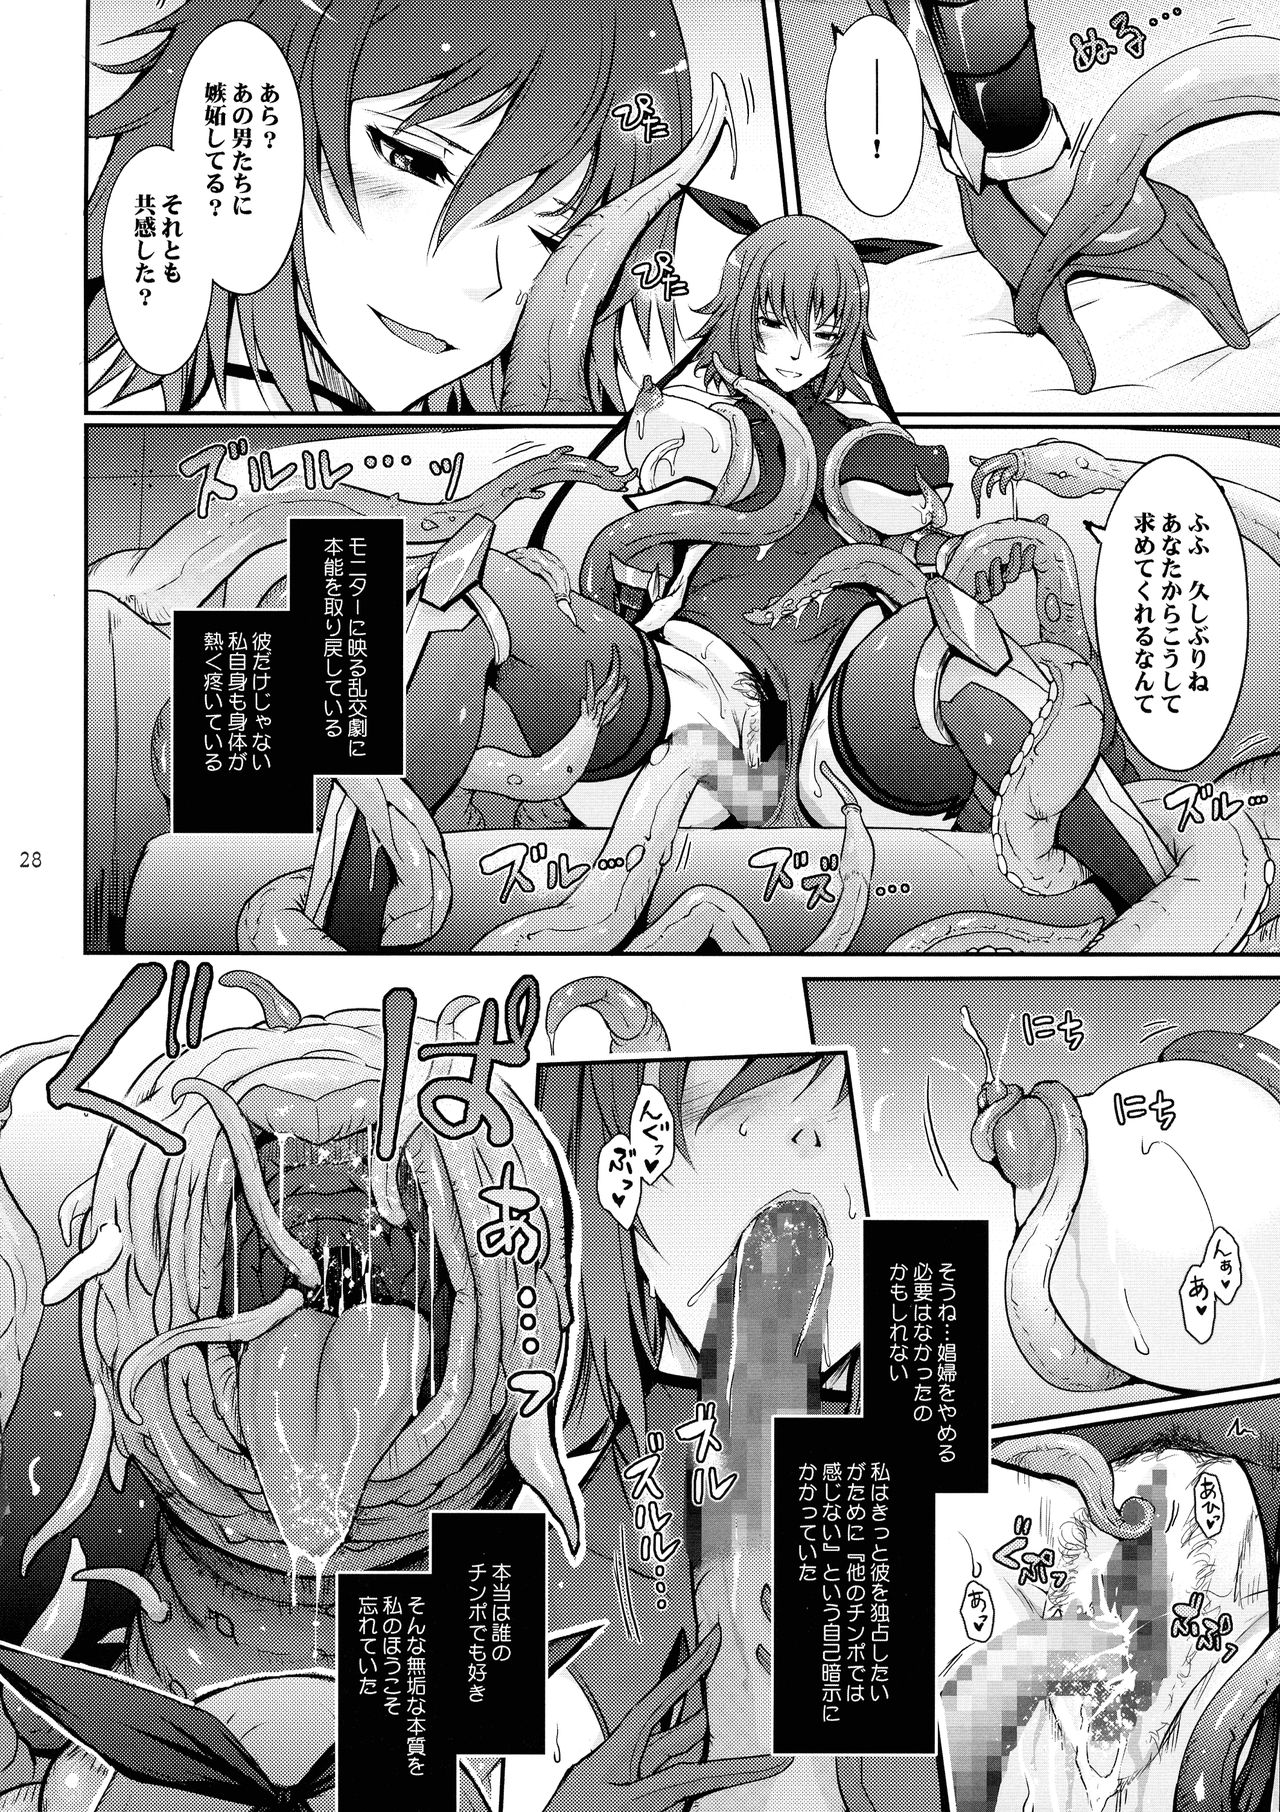 ぬる…
――！
ぴた
ぴた
あら？
あの男たちに
嫉妬してる？
それとも
共感した？
ふふ 久しぶりね
あなたからこうして
求めてくれるなんて
ズルルル…ッ
モニターに映る乱交劇に
本能を取り戻している
彼だけじゃない
私自身も身体が
熱く疼いている
ズル…
ズル…
ズズ…
にち
にち
んぁ♥
あ♥
んぐっ♥
ぶっ♥
そうね…娼婦をやめる
必要はなかったの
かもしれない
あひっ♥
あっ♥
ぐぷっ
ずぷぷっ
私はきっと彼を独占したい
がために『他のチンポでは
感じない』という自己暗示に
かかっていた
ズル
ズルルル…
ぐぱぁ…っ
本当は誰の
チンポでも好き
そんな無垢な本質を
私のほうこそ
忘れていた
28